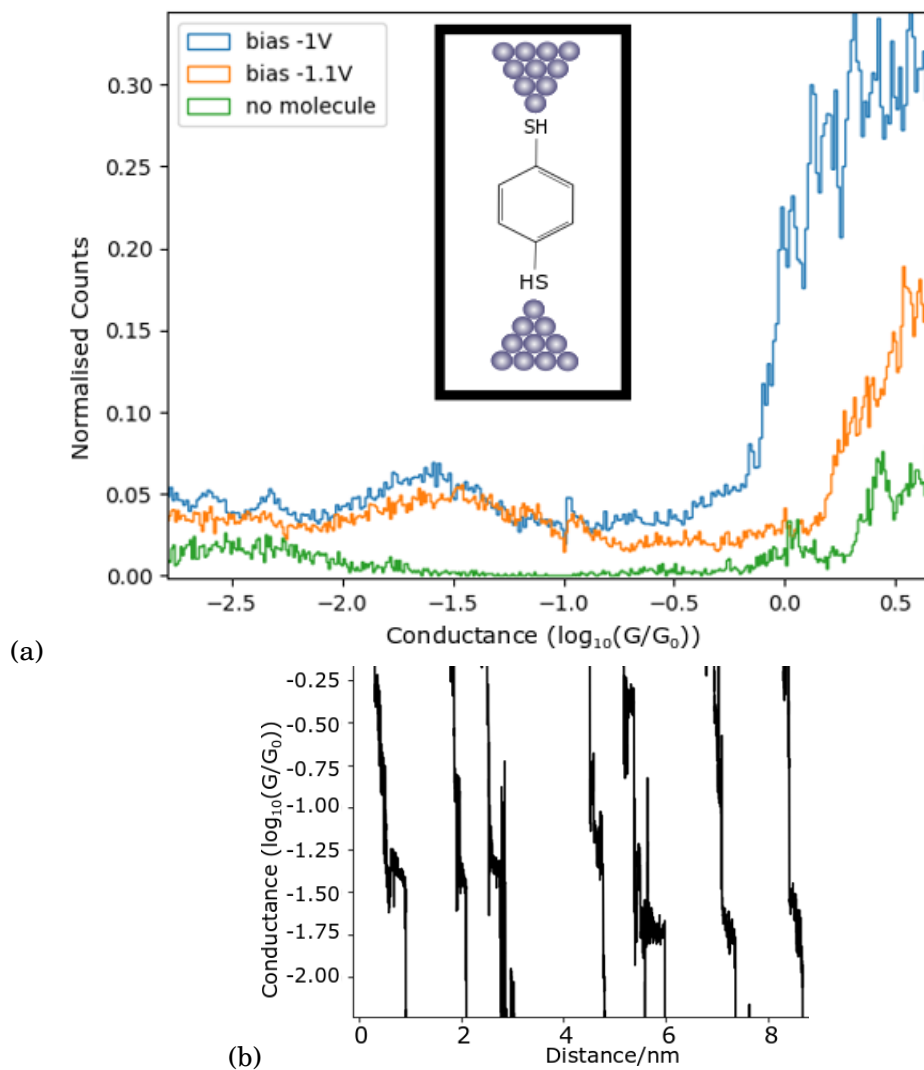 bias -1V
bias -1.1V
no molecule
SH
HS
Normalised Counts
0.30
0.25
0.20
0.15
0.10
0.05
0.00
−2.5 −2.0 −1.5 −1.0 −0.5 0.0 0.5
Conductance (log₁₀(G/G₀))
(a)
Conductance (log₁₀(G/G₀))
-0.25
-0.50
-0.75
-1.00
-1.25
-1.50
-1.75
-2.00
0 2 4 6 8
Distance/nm
(b)